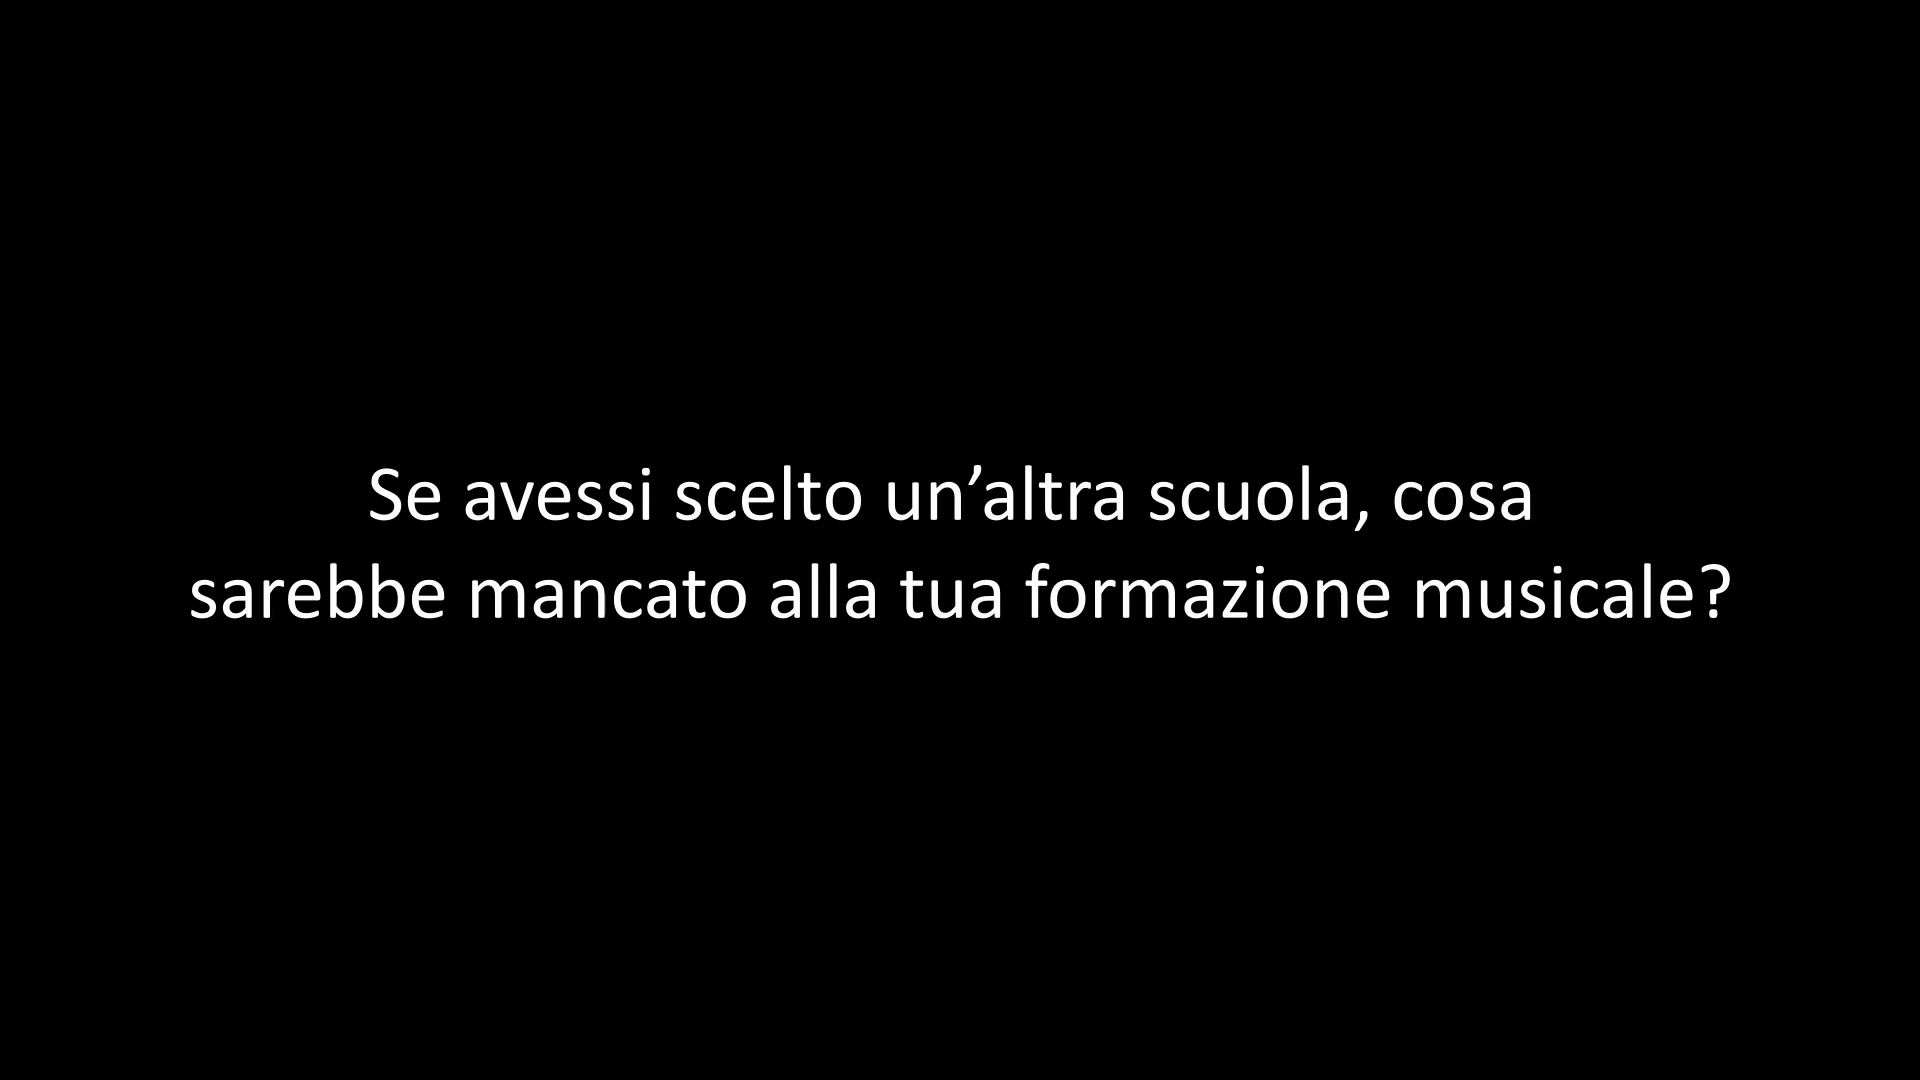 Se avessi scelto un’altra scuola, cosa
sarebbe mancato alla tua formazione musicale?